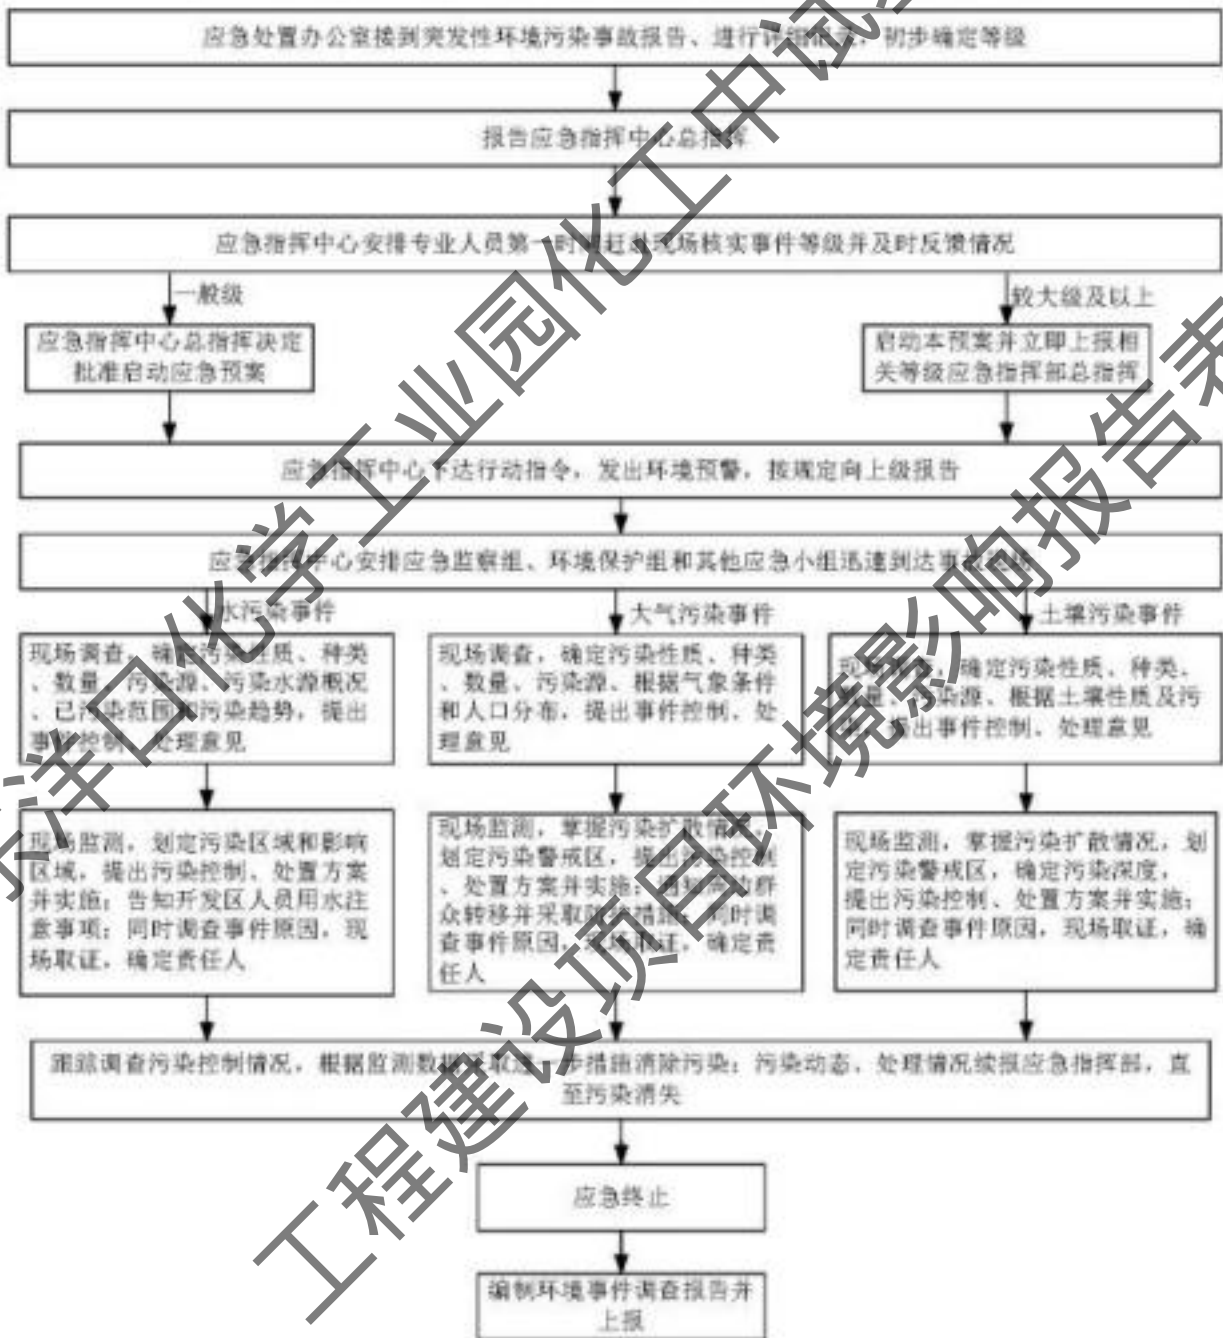 应急处置办公室接到突发性环境污染事故报告、进行详细记录，初步确定等级
报告应急指挥中心总指挥
应急指挥中心安排专业人员第一时间赶赴现场核实事件等级并及时反馈情况
一般级
较大级及以上
应急指挥中心总指挥决定
批准启动应急预案
启动本预案并立即上报相
关等级应急指挥部总指挥
应急指挥中心下达行动指令，发出环境预警，按规定向上级报告
应急指挥中心安排应急监察组、环境保护组和其他应急小组迅速到达事故现场
水污染事件
大气污染事件
土壤污染事件
现场调查，确定污染性质、种类
、数量、污染源、污染水源概况
、已污染范围和污染趋势，提出
事件控制、处理意见
现场调查，确定污染性质、种类
、数量、污染源、根据气象条件
和人口分布，提出事件控制、处
理意见
现场调查，确定污染性质、种类、
数量、污染源、根据土壤性质及污
，提出事件控制、处理意见
现场监测，划定污染区域和影响
区域，提出污染控制、处置方案
并实施；告知开发区人员用水注
意事项；同时调查事件原因，现
场取证，确定责任人
现场监测，掌握污染扩散情况，
划定污染警戒区，提出污染控制
、处置方案并实施；通知周边群
众转移并采取防护措施；同时调
查事件原因，现场取证，确定责
任人
现场监测，掌握污染扩散情况，划
定污染警戒区，确定污染深度，
提出污染控制、处置方案并实施；
同时调查事件原因，现场取证，确
定责任人
跟踪调查污染控制情况，根据监测数据采取进一步措施消除污染；污染动态、处理情况续报应急指挥部，直
至污染消失
应急终止
编制环境事件调查报告并
上报
东洋口化学工业园化工中试基
工程建设项目环境影响报告表